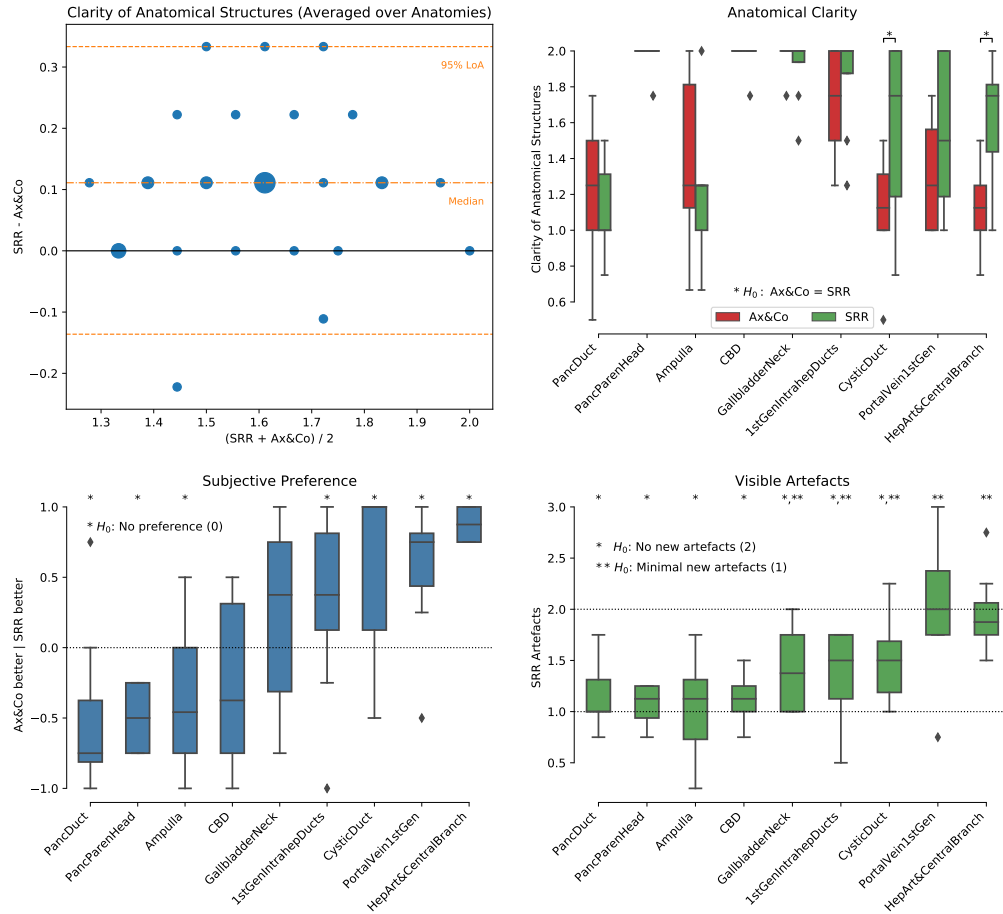 Clarity of Anatomical Structures (Averaged over Anatomies)
SRR - Ax&Co
0.3
0.2
0.1
0.0
−0.1
−0.2
95% LoA
Median
1.3 1.4 1.5 1.6 1.7 1.8 1.9 2.0
(SRR + Ax&Co) / 2
Anatomical Clarity
Clarity of Anatomical Structures
2.0
1.8
1.6
1.4
1.2
1.0
0.8
0.6
* *
* H0 : Ax&Co = SRR
Ax&Co SRR
PancDuct
PancParenHead
Ampulla
CBD
GallbladderNeck
1stGenIntrahepDucts
CysticDuct
PortalVein1stGen
HepArt&CentralBranch
Subjective Preference
* * * * * * *
* H0: No preference (0)
Ax&Co better | SRR better
1.0
0.5
0.0
−0.5
−1.0
PancDuct
PancParenHead
Ampulla
CBD
GallbladderNeck
1stGenIntrahepDucts
CysticDuct
PortalVein1stGen
HepArt&CentralBranch
Visible Artefacts
* * * * *,** *,** *,** ** **
* H0: No new artefacts (2)
** H0: Minimal new artefacts (1)
SRR Artefacts
3.0
2.5
2.0
1.5
1.0
0.5
PancDuct
PancParenHead
Ampulla
CBD
GallbladderNeck
1stGenIntrahepDucts
CysticDuct
PortalVein1stGen
HepArt&CentralBranch